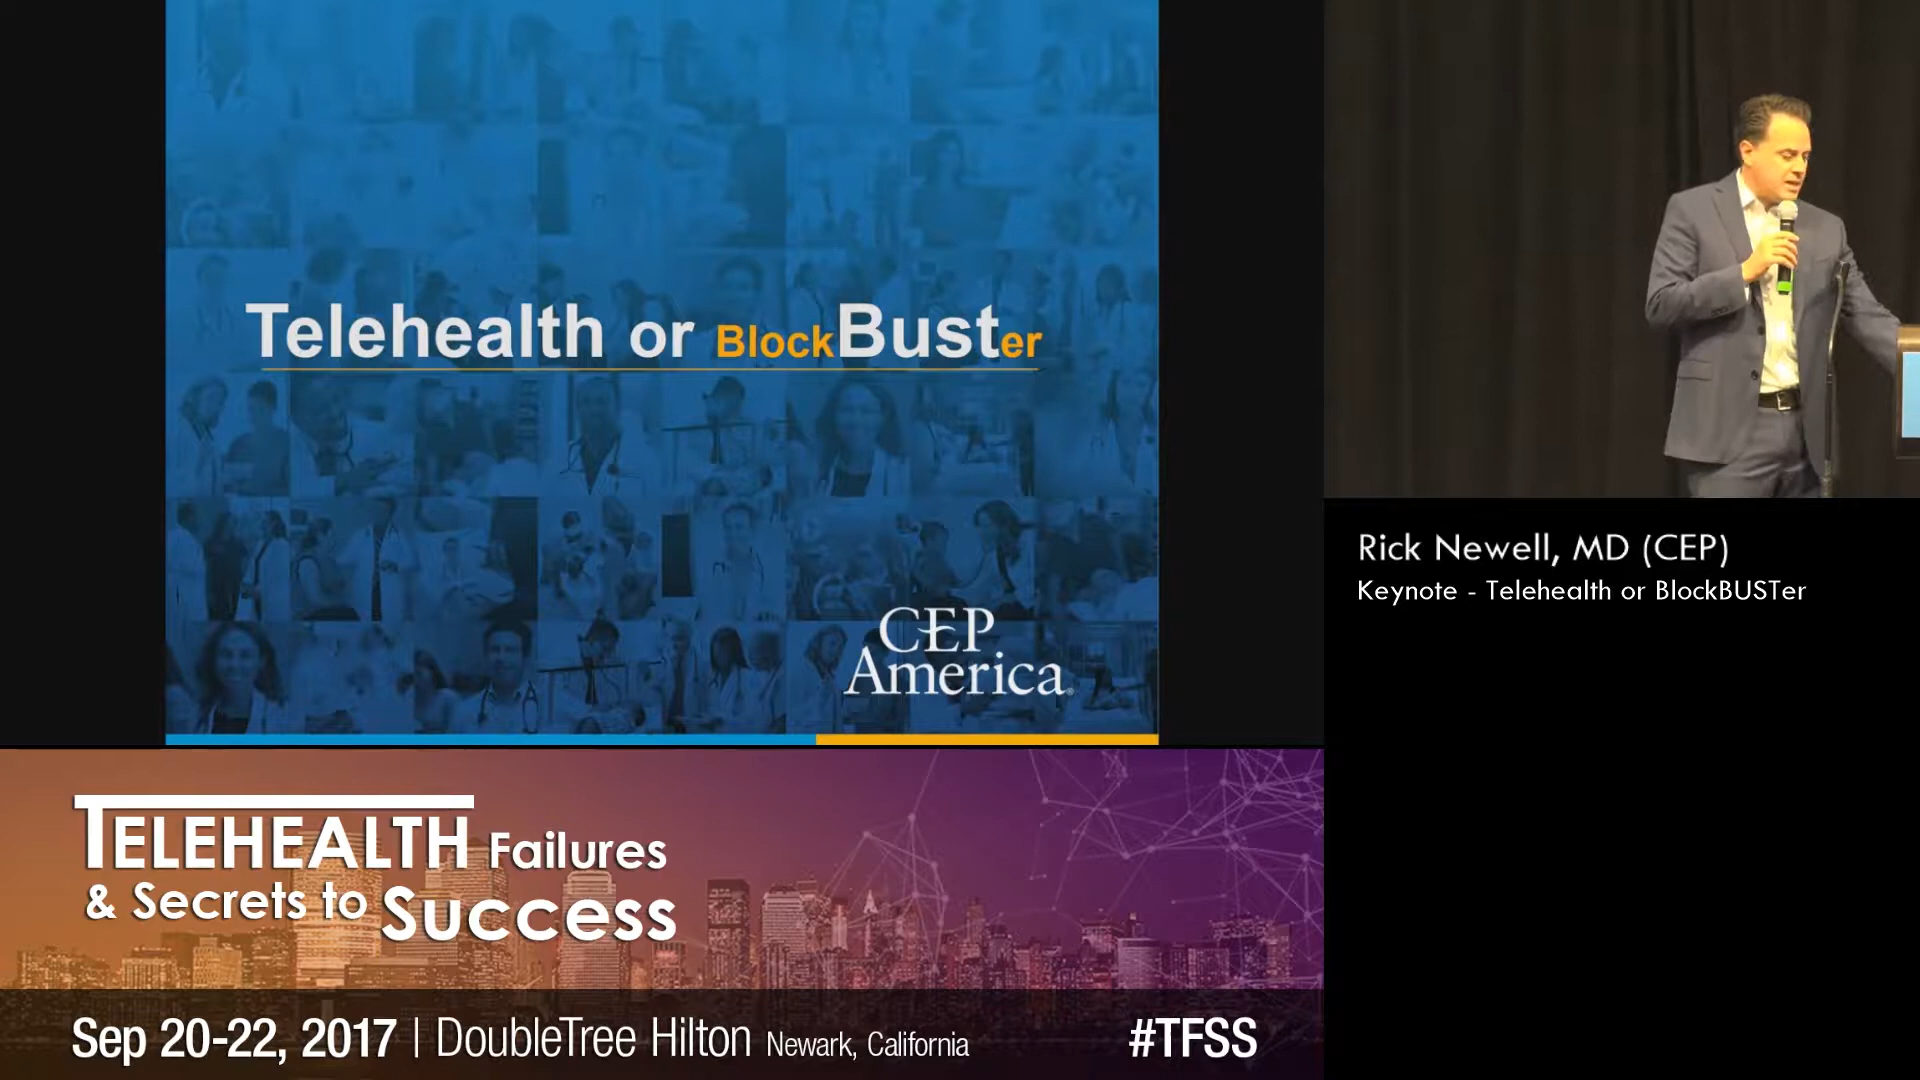 Telehealth or BlockBuster
CEP
America®
Rick Newell, MD (CEP)
Keynote - Telehealth or BlockBUSTer
TELEHEALTH Failures
& Secrets to Success
Sep 20-22, 2017 | DoubleTree Hilton Newark, California
#TFSS